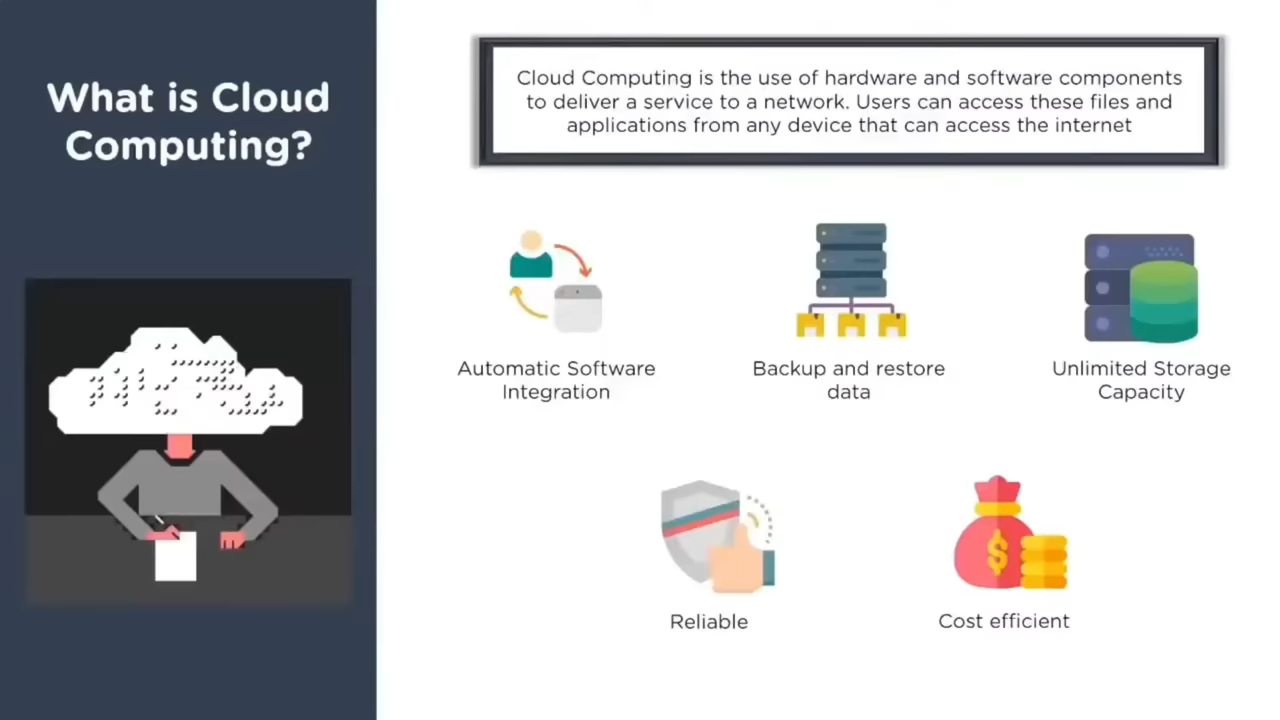 What is Cloud
Computing?
Cloud Computing is the use of hardware and software components
to deliver a service to a network. Users can access these files and
applications from any device that can access the internet
Automatic Software
Integration
Backup and restore
data
Unlimited Storage
Capacity
Reliable
Cost efficient